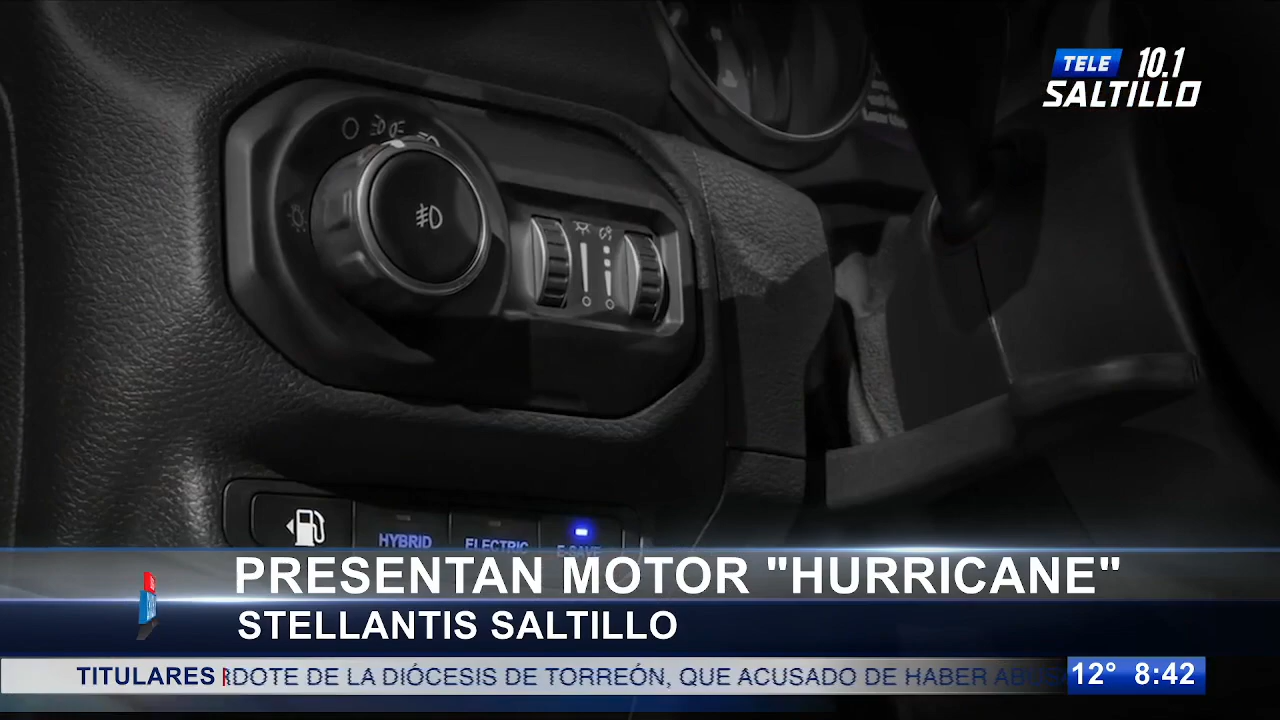 TELE 10.1
SALTILLO
HYBRID
ELECTRIC
E-SAVE
PRESENTAN MOTOR "HURRICANE"
STELLANTIS SALTILLO
TITULARES RDOTE DE LA DIÓCESIS DE TORREÓN, QUE ACUSADO DE HABER
12° 8:42